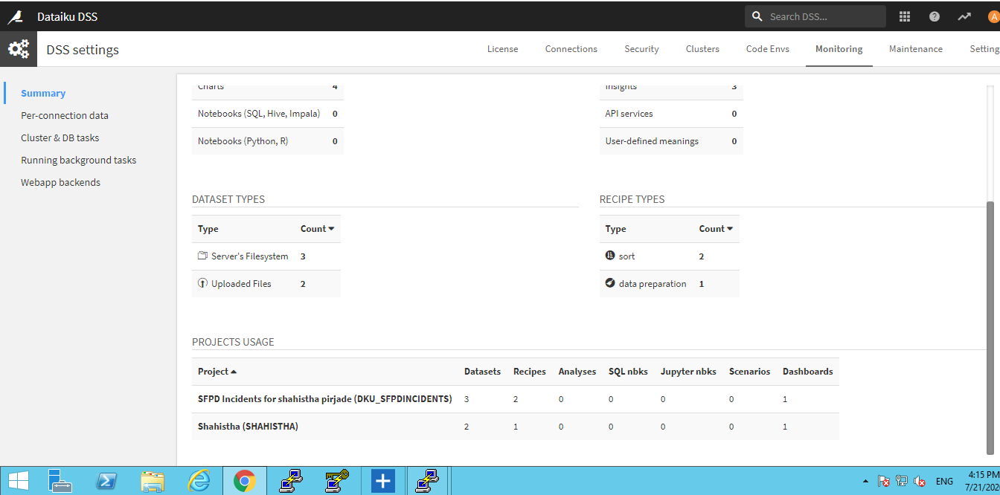 Dataiku DSS
Search DSS...
?
A
DSS settings
License Connections Security Clusters Code Envs Monitoring Maintenance Setting
Summary
Per-connection data
Cluster & DB tasks
Running background tasks
Webapp backends
Charts 4
Notebooks (SQL, Hive, Impala) 0
Notebooks (Python, R) 0
Insights 3
API services 0
User-defined meanings 0
DATASET TYPES
Type Count
Server's Filesystem 3
Uploaded Files 2
RECIPE TYPES
Type Count
sort 2
data preparation 1
PROJECTS USAGE
Project Datasets Recipes Analyses SQL nbks Jupyter nbks Scenarios Dashboards
SFPD Incidents for shahistha pirjade (DKU_SFPDINCIDENTS) 3 2 0 0 0 0 1
Shahistha (SHAHISTHA) 2 1 0 0 0 0 1
ENG
4:15 PM
7/21/202